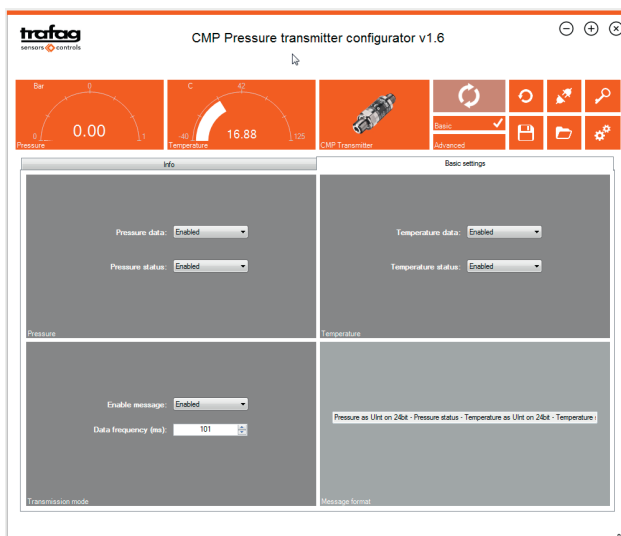 trafag
sensors controls
CMP Pressure transmitter configurator v1.6
Bar
0
0
1
0.00
Pressure
C
42
-40
125
16.88
Temperature
CMP Transmitter
Basic
Advanced
Info
Basic settings
Pressure data: Enabled
Pressure status: Enabled
Pressure
Temperature data: Enabled
Temperature status: Enabled
Temperature
Enable message: Enabled
Data frequency (ms): 101
Transmission mode
Pressure as UInt on 24bit - Pressure status - Temperature as UInt on 24bit - Temperature
Message format